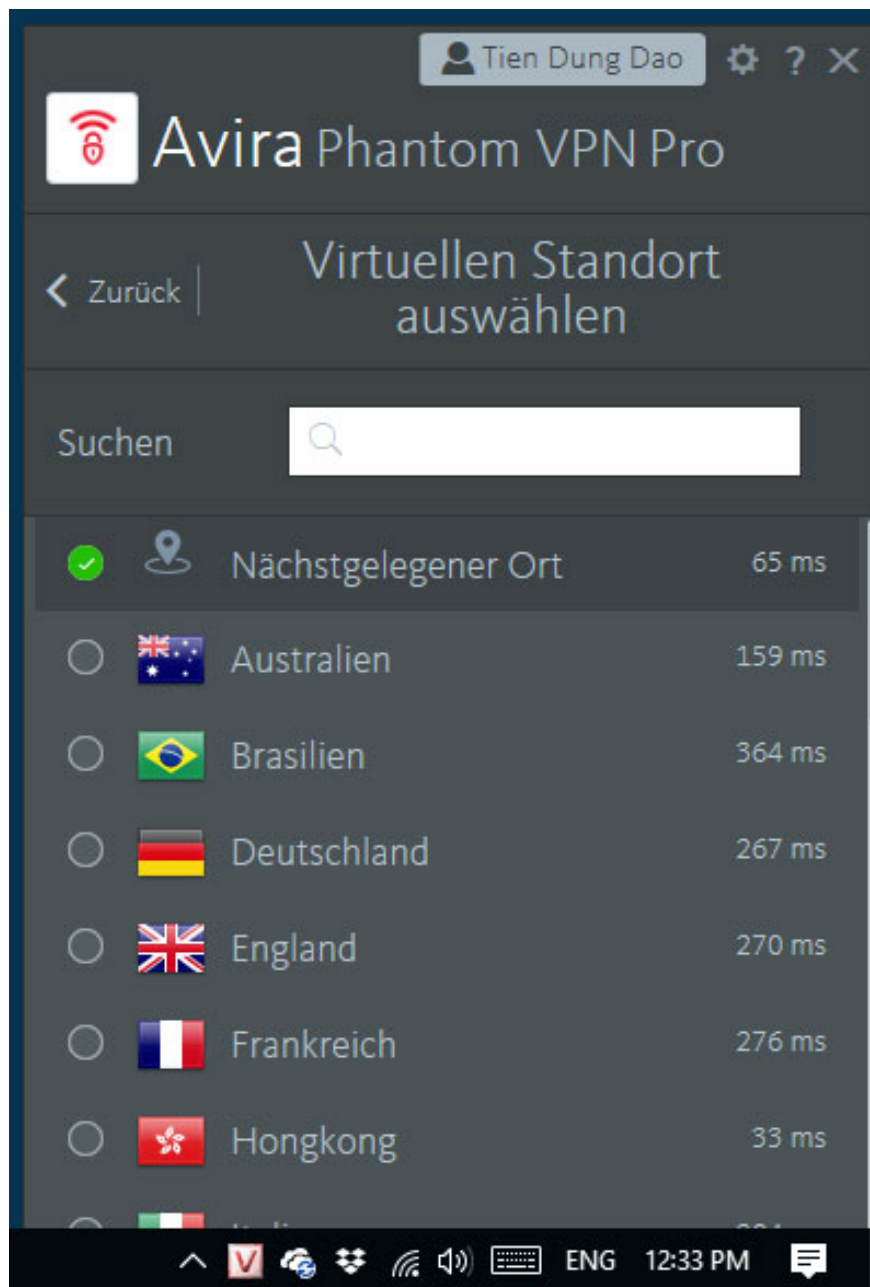 Tien Dung Dao ?
Avira Phantom VPN Pro
Zurück
Virtuellen Standort
auswählen
Suchen
Nächstgelegener Ort 65 ms
Australien 159 ms
Brasilien 364 ms
Deutschland 267 ms
England 270 ms
Frankreich 276 ms
Hongkong 33 ms
V ENG 12:33 PM